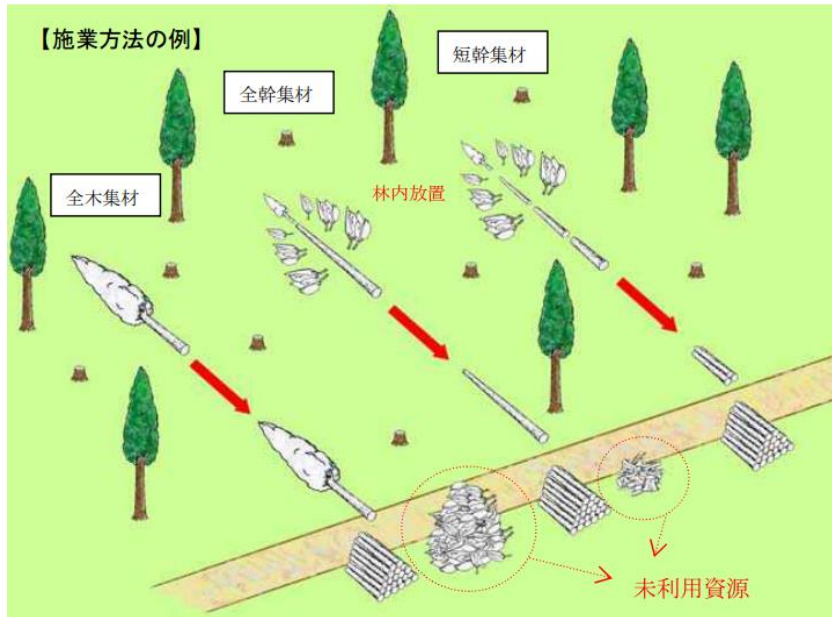 【施業方法の例】
短幹集材
全幹集材
林内放置
全木集材
未利用資源